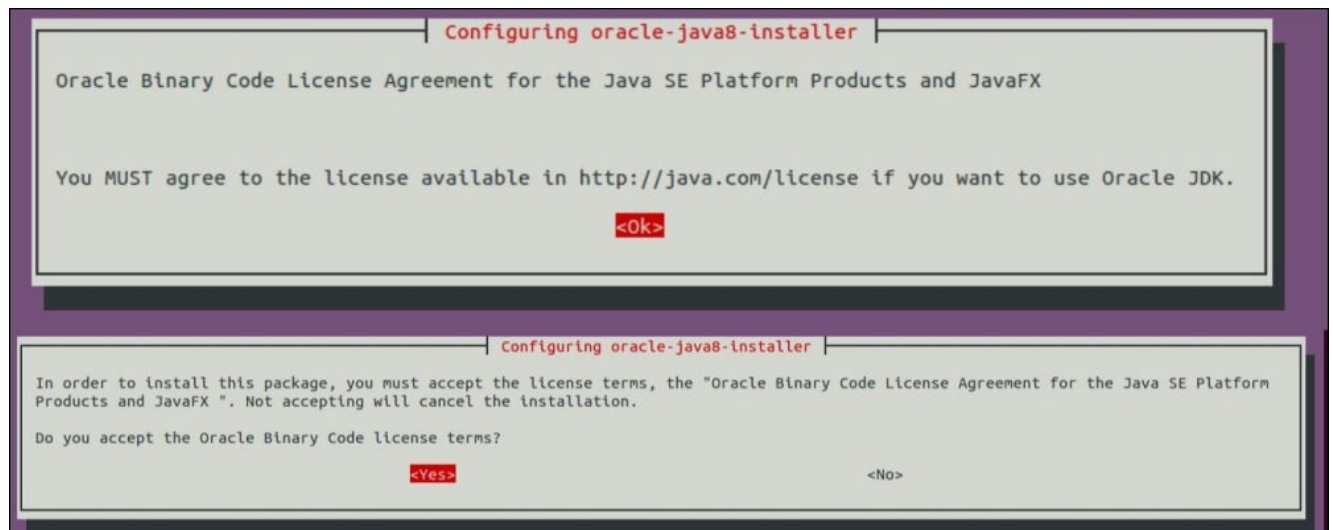 Configuring oracle-java8-installer
Oracle Binary Code License Agreement for the Java SE Platform Products and JavaFX
You MUST agree to the license available in http://java.com/license if you want to use Oracle JDK.
<Ok>
Configuring oracle-java8-installer
In order to install this package, you must accept the license terms, the "Oracle Binary Code License Agreement for the Java SE Platform
Products and JavaFX ". Not accepting will cancel the installation.
Do you accept the Oracle Binary Code license terms?
<Yes> <No>